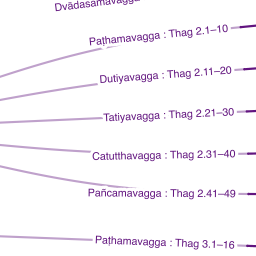 Dvādasamavagga
Paṭhamavagga : Thag 2.1–10
Dutiyavagga : Thag 2.11–20
Tatiyavagga : Thag 2.21–30
Catutthavagga : Thag 2.31–40
Pañcamavagga : Thag 2.41–49
Paṭhamavagga : Thag 3.1–16